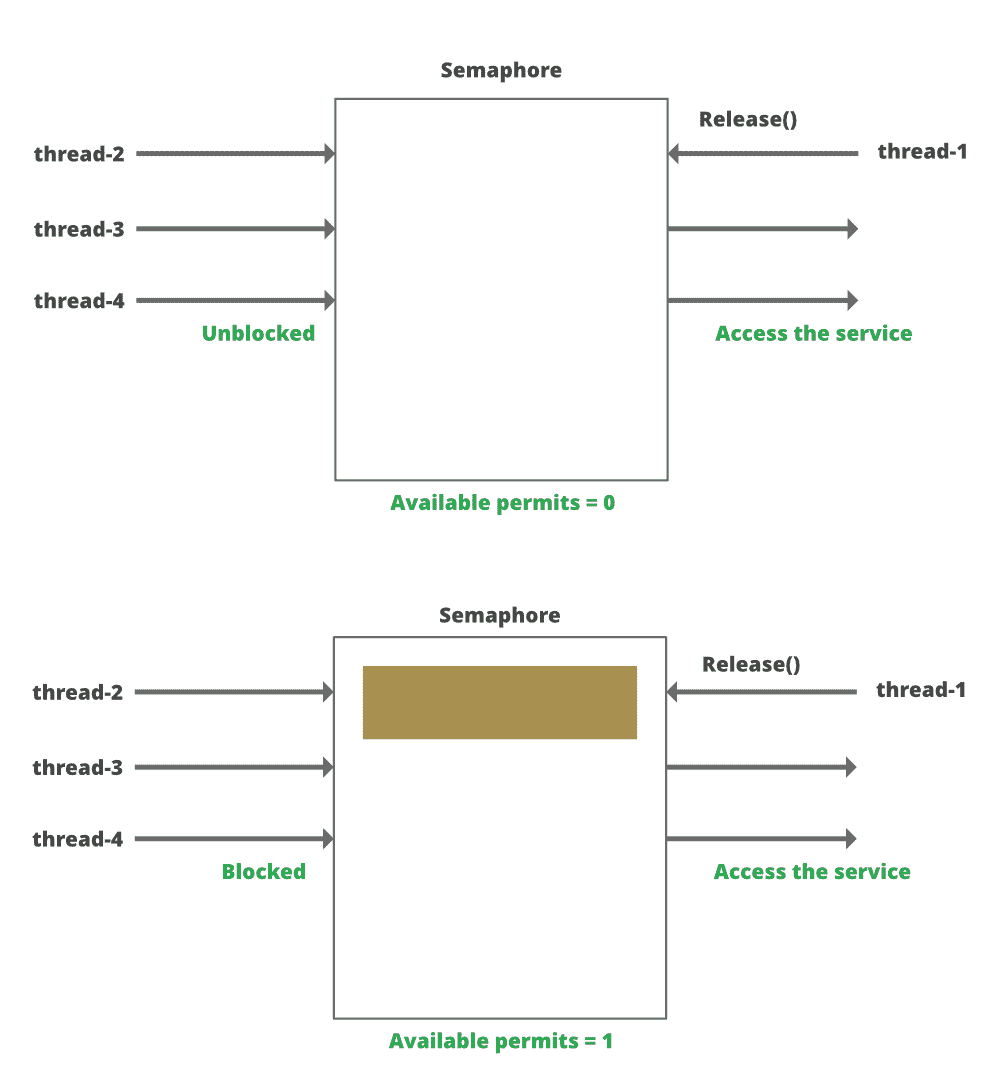 Semaphore
Release()
thread-2
thread-1
thread-3
thread-4
Unblocked
Access the service
Available permits = 0
Semaphore
Release()
thread-2
thread-1
thread-3
thread-4
Blocked
Access the service
Available permits = 1